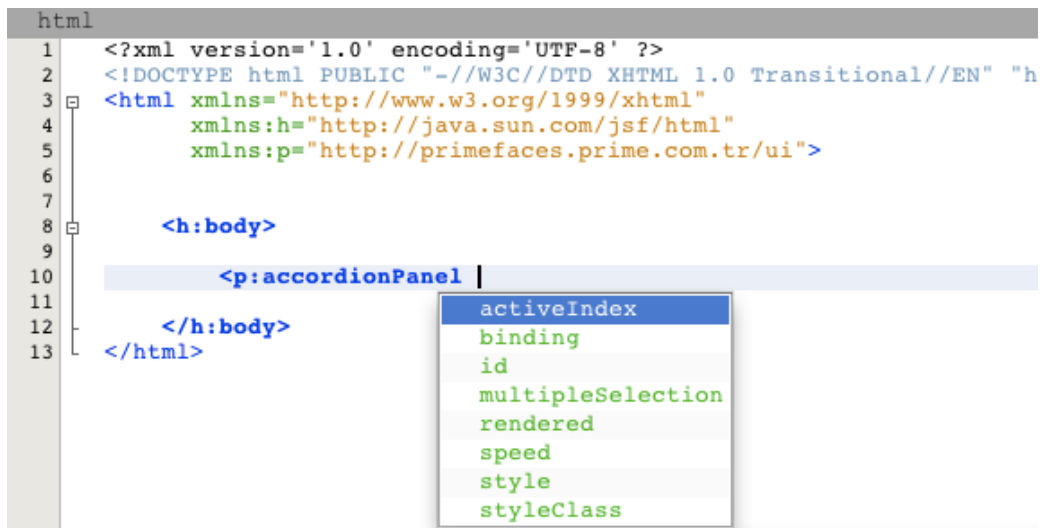 html
1 <?xml version='1.0' encoding='UTF-8' ?>
2 <!DOCTYPE html PUBLIC "-//W3C//DTD XHTML 1.0 Transitional//EN" "h
3 <html xmlns="http://www.w3.org/1999/xhtml"
4 xmlns:h="http://java.sun.com/jsf/html"
5 xmlns:p="http://primefaces.prime.com.tr/ui">
6
7
8 <h:body>
9
10 <p:accordionPanel
activeIndex
11
12 </h:body>
binding
13 </html>
id
multipleSelection
rendered
speed
style
styleClass